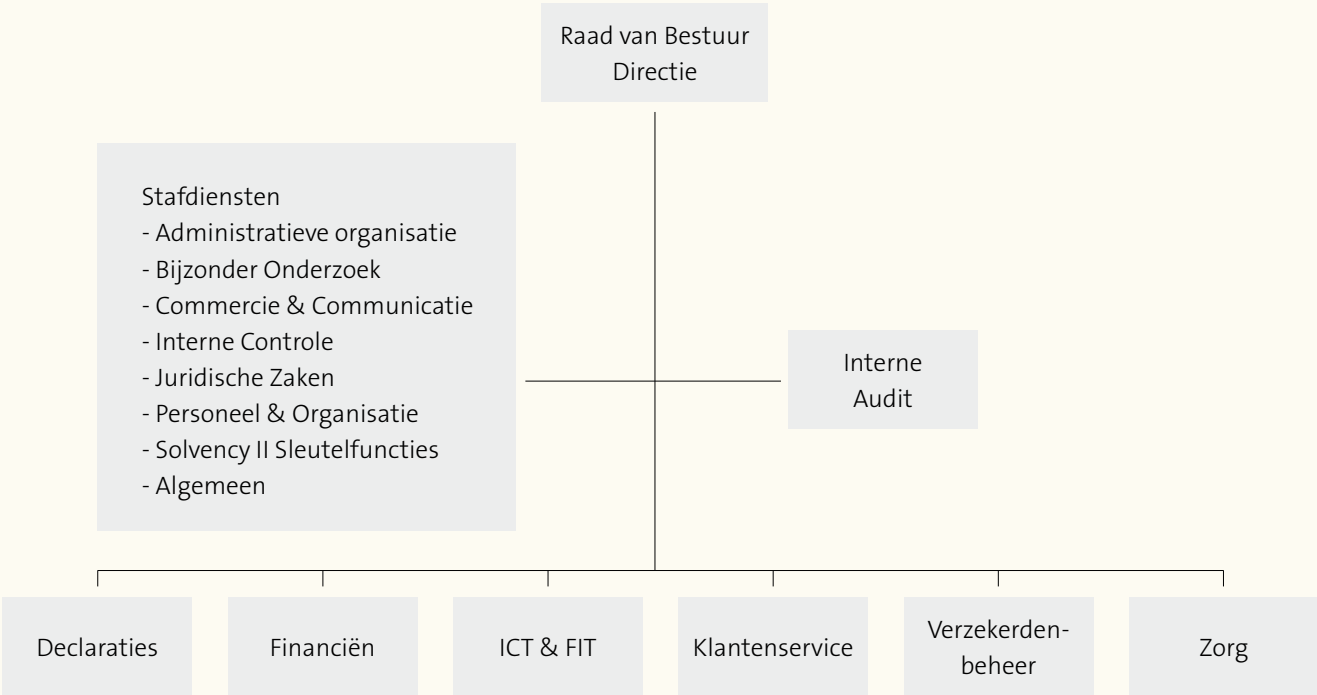 Raad van Bestuur
Directie
Stafdiensten
- Administratieve organisatie
- Bijzonder Onderzoek
- Commercie & Communicatie
- Interne Controle
- Juridische Zaken
- Personeel & Organisatie
- Solvency II Sleutelfuncties
- Algemeen
Interne
Audit
Declaraties
Financiën
ICT & FIT
Klantenservice
Verzekerden-
beheer
Zorg